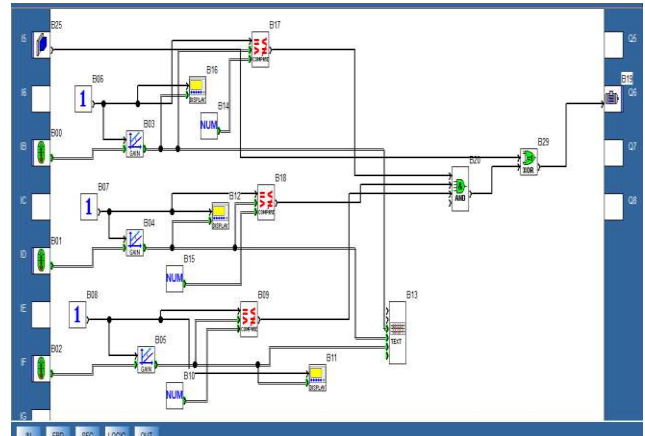 B25
B17
I5
Q5
B16
B19
B06
B14
I6
1
DISPLAY
COMPARE
Q6
B03
NUM
B00
B29
IB
GAIN
Q7
B20
XOR
B07
B18
IC
1
B12
AND
Q8
B04
DISPLAY
COMPARE
B01
B15
ID
GAIN
NUM
B08
B09
B13
IE
1
COMPARE
B05
TEXT
B02
B11
IF
GAIN
B10
DISPLAY
NUM
IG
IN FBD SFC LOGIC OUT